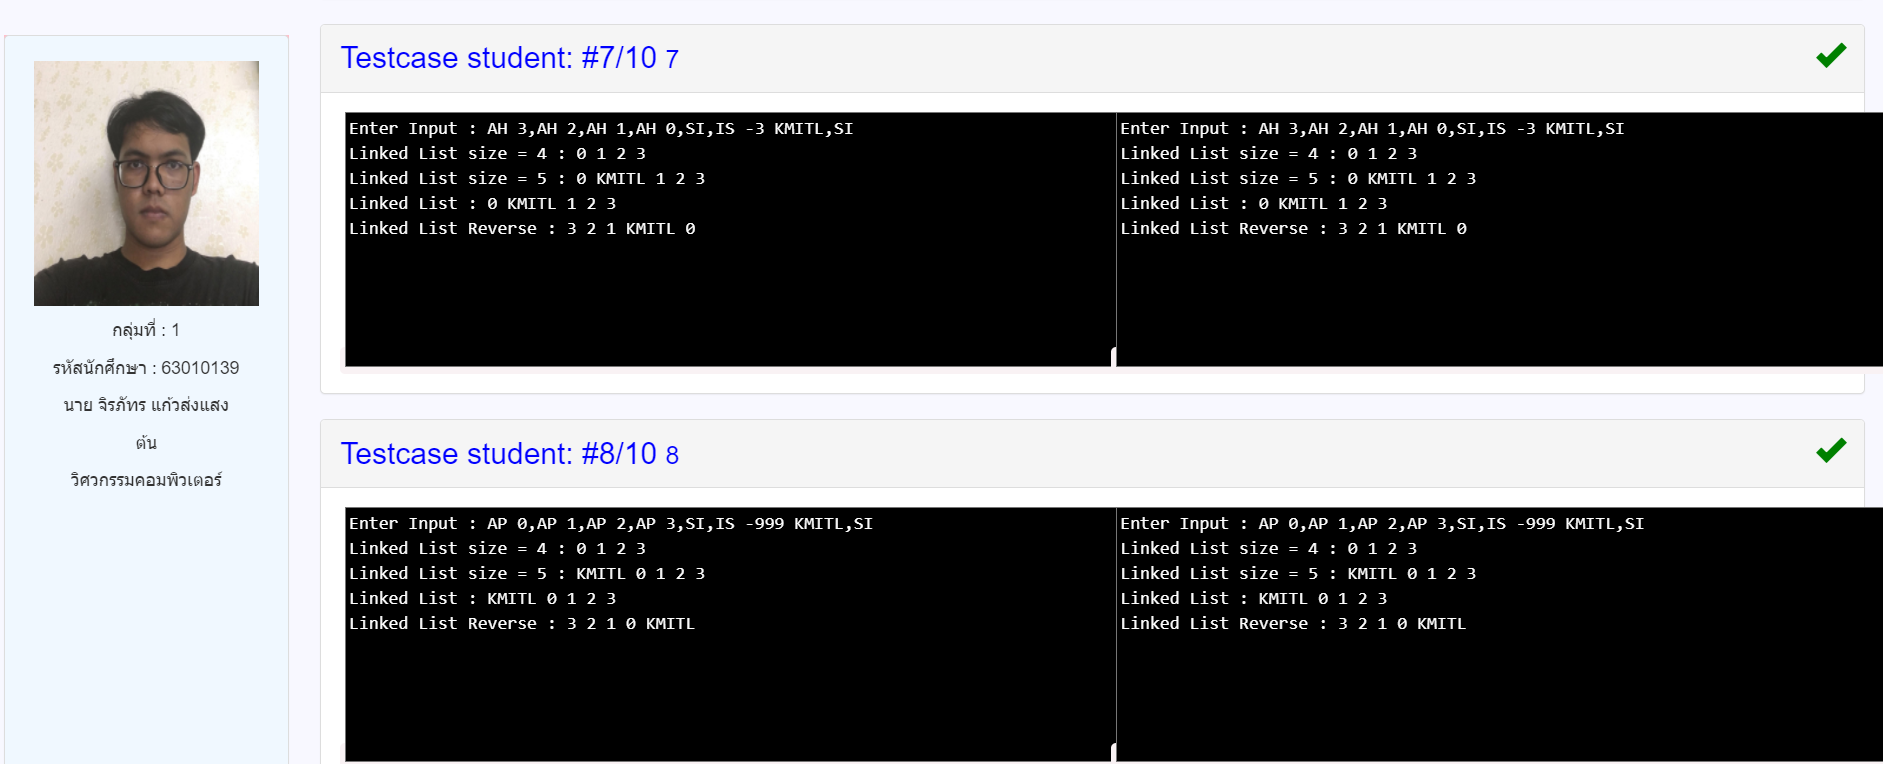 กลุ่มที่ : 1
รหัสนักศึกษา : 63010139
นาย จิรภัทร แก้วส่งแสง
ต้น
วิศวกรรมคอมพิวเตอร์
Testcase student: #7/10 7
Enter Input : AH 3,AH 2,AH 1,AH 0,SI,IS -3 KMITL,SI
Linked List size = 4 : 0 1 2 3
Linked List size = 5 : 0 KMITL 1 2 3
Linked List : 0 KMITL 1 2 3
Linked List Reverse : 3 2 1 KMITL 0
Enter Input : AH 3,AH 2,AH 1,AH 0,SI,IS -3 KMITL,SI
Linked List size = 4 : 0 1 2 3
Linked List size = 5 : 0 KMITL 1 2 3
Linked List : 0 KMITL 1 2 3
Linked List Reverse : 3 2 1 KMITL 0
Testcase student: #8/10 8
Enter Input : AP 0,AP 1,AP 2,AP 3,SI,IS -999 KMITL,SI
Linked List size = 4 : 0 1 2 3
Linked List size = 5 : KMITL 0 1 2 3
Linked List : KMITL 0 1 2 3
Linked List Reverse : 3 2 1 0 KMITL
Enter Input : AP 0,AP 1,AP 2,AP 3,SI,IS -999 KMITL,SI
Linked List size = 4 : 0 1 2 3
Linked List size = 5 : KMITL 0 1 2 3
Linked List : KMITL 0 1 2 3
Linked List Reverse : 3 2 1 0 KMITL